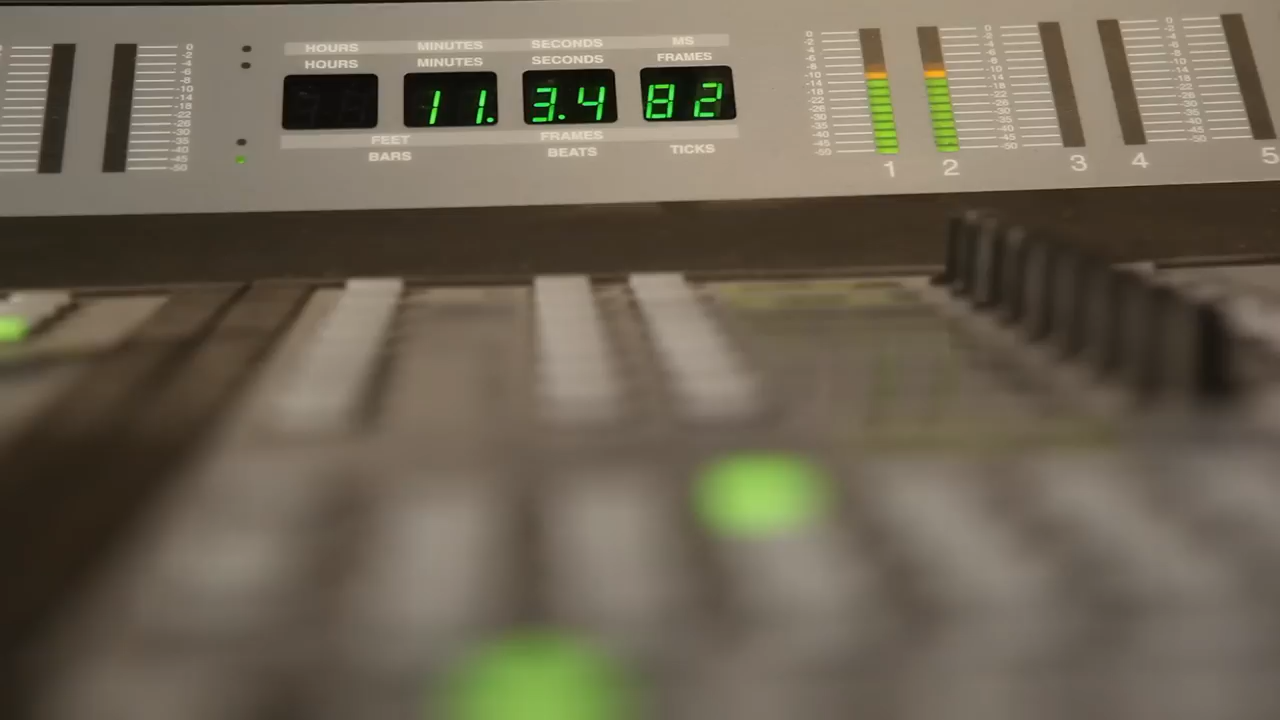 HOURS MINUTES SECONDS MS
HOURS MINUTES SECONDS FRAMES
11. 3.4 82
FEET FRAMES
BARS BEATS TICKS
1 2 3 4 5